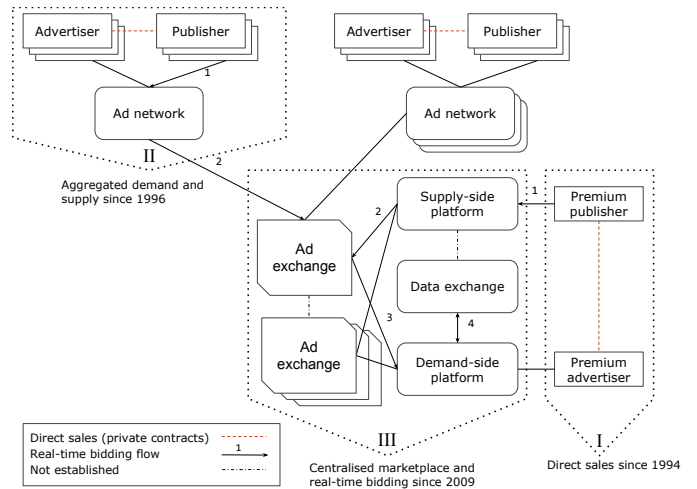 Advertiser
Publisher
Advertiser
Publisher
1
Ad network
Ad network
II
2
Aggregated demand and
supply since 1996
Supply-side
platform
1
Premium
publisher
2
Ad
exchange
Data exchange
3
4
Ad
exchange
Demand-side
platform
Premium
advertiser
III
I
Direct sales (private contracts)
Real-time bidding flow
1
Not established
Centralised marketplace and
real-time bidding since 2009
Direct sales since 1994